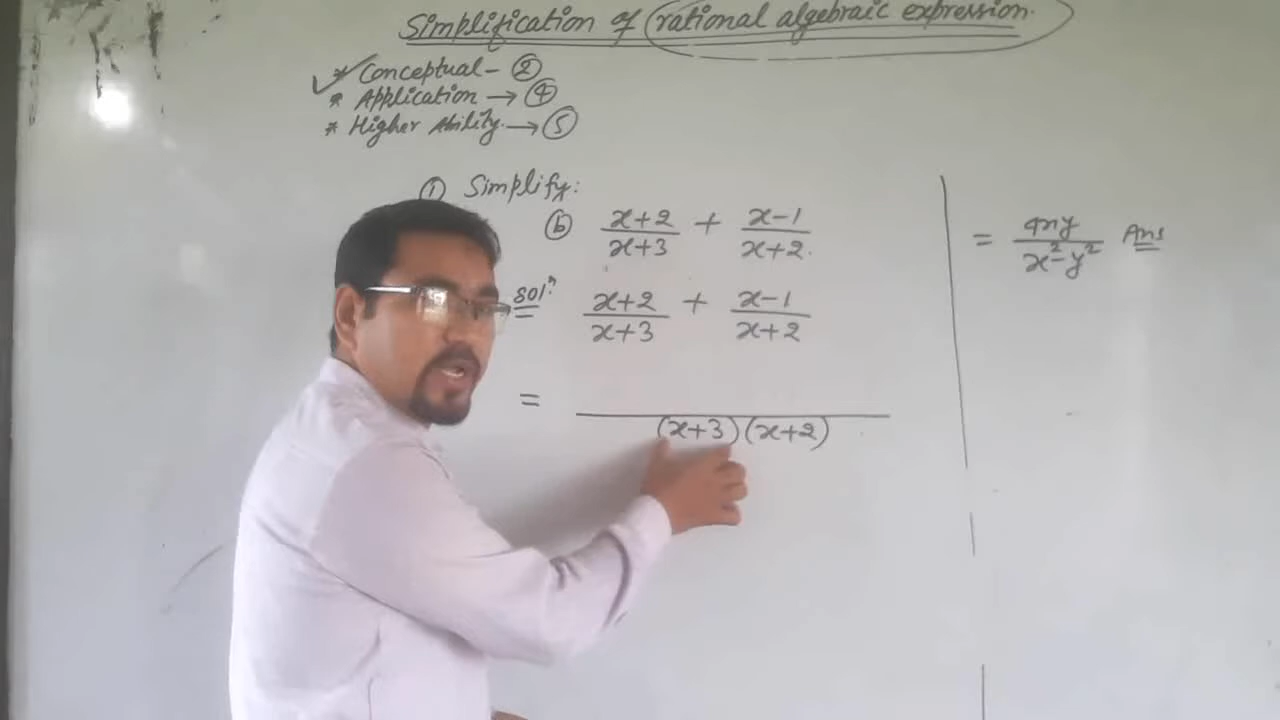 Simplification of rational algebraic expression.
* Conceptual - ②
* Application → ④
* Higher Ability. → ⑤
① Simplify:
ⓑ (x+2)/(x+3) + (x-1)/(x+2).
Solⁿ (x+2)/(x+3) + (x-1)/(x+2)
= /(x+3)(x+2)
= 4xy/(x²-y²) Ans